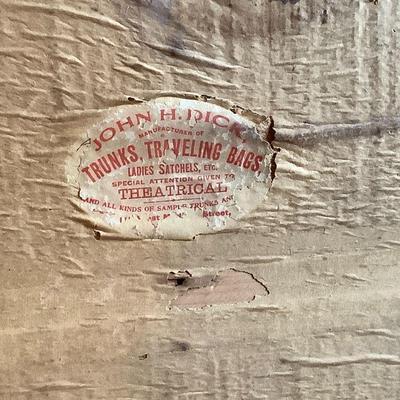 JOHN H. DICK,
MANUFACTURER OF
TRUNKS, TRAVELING BAGS,
LADIES SATCHELS, ETC.
SPECIAL ATTENTION GIVEN TO
THEATRICAL
AND ALL KINDS OF SAMPLE TRUNKS AND
Street,